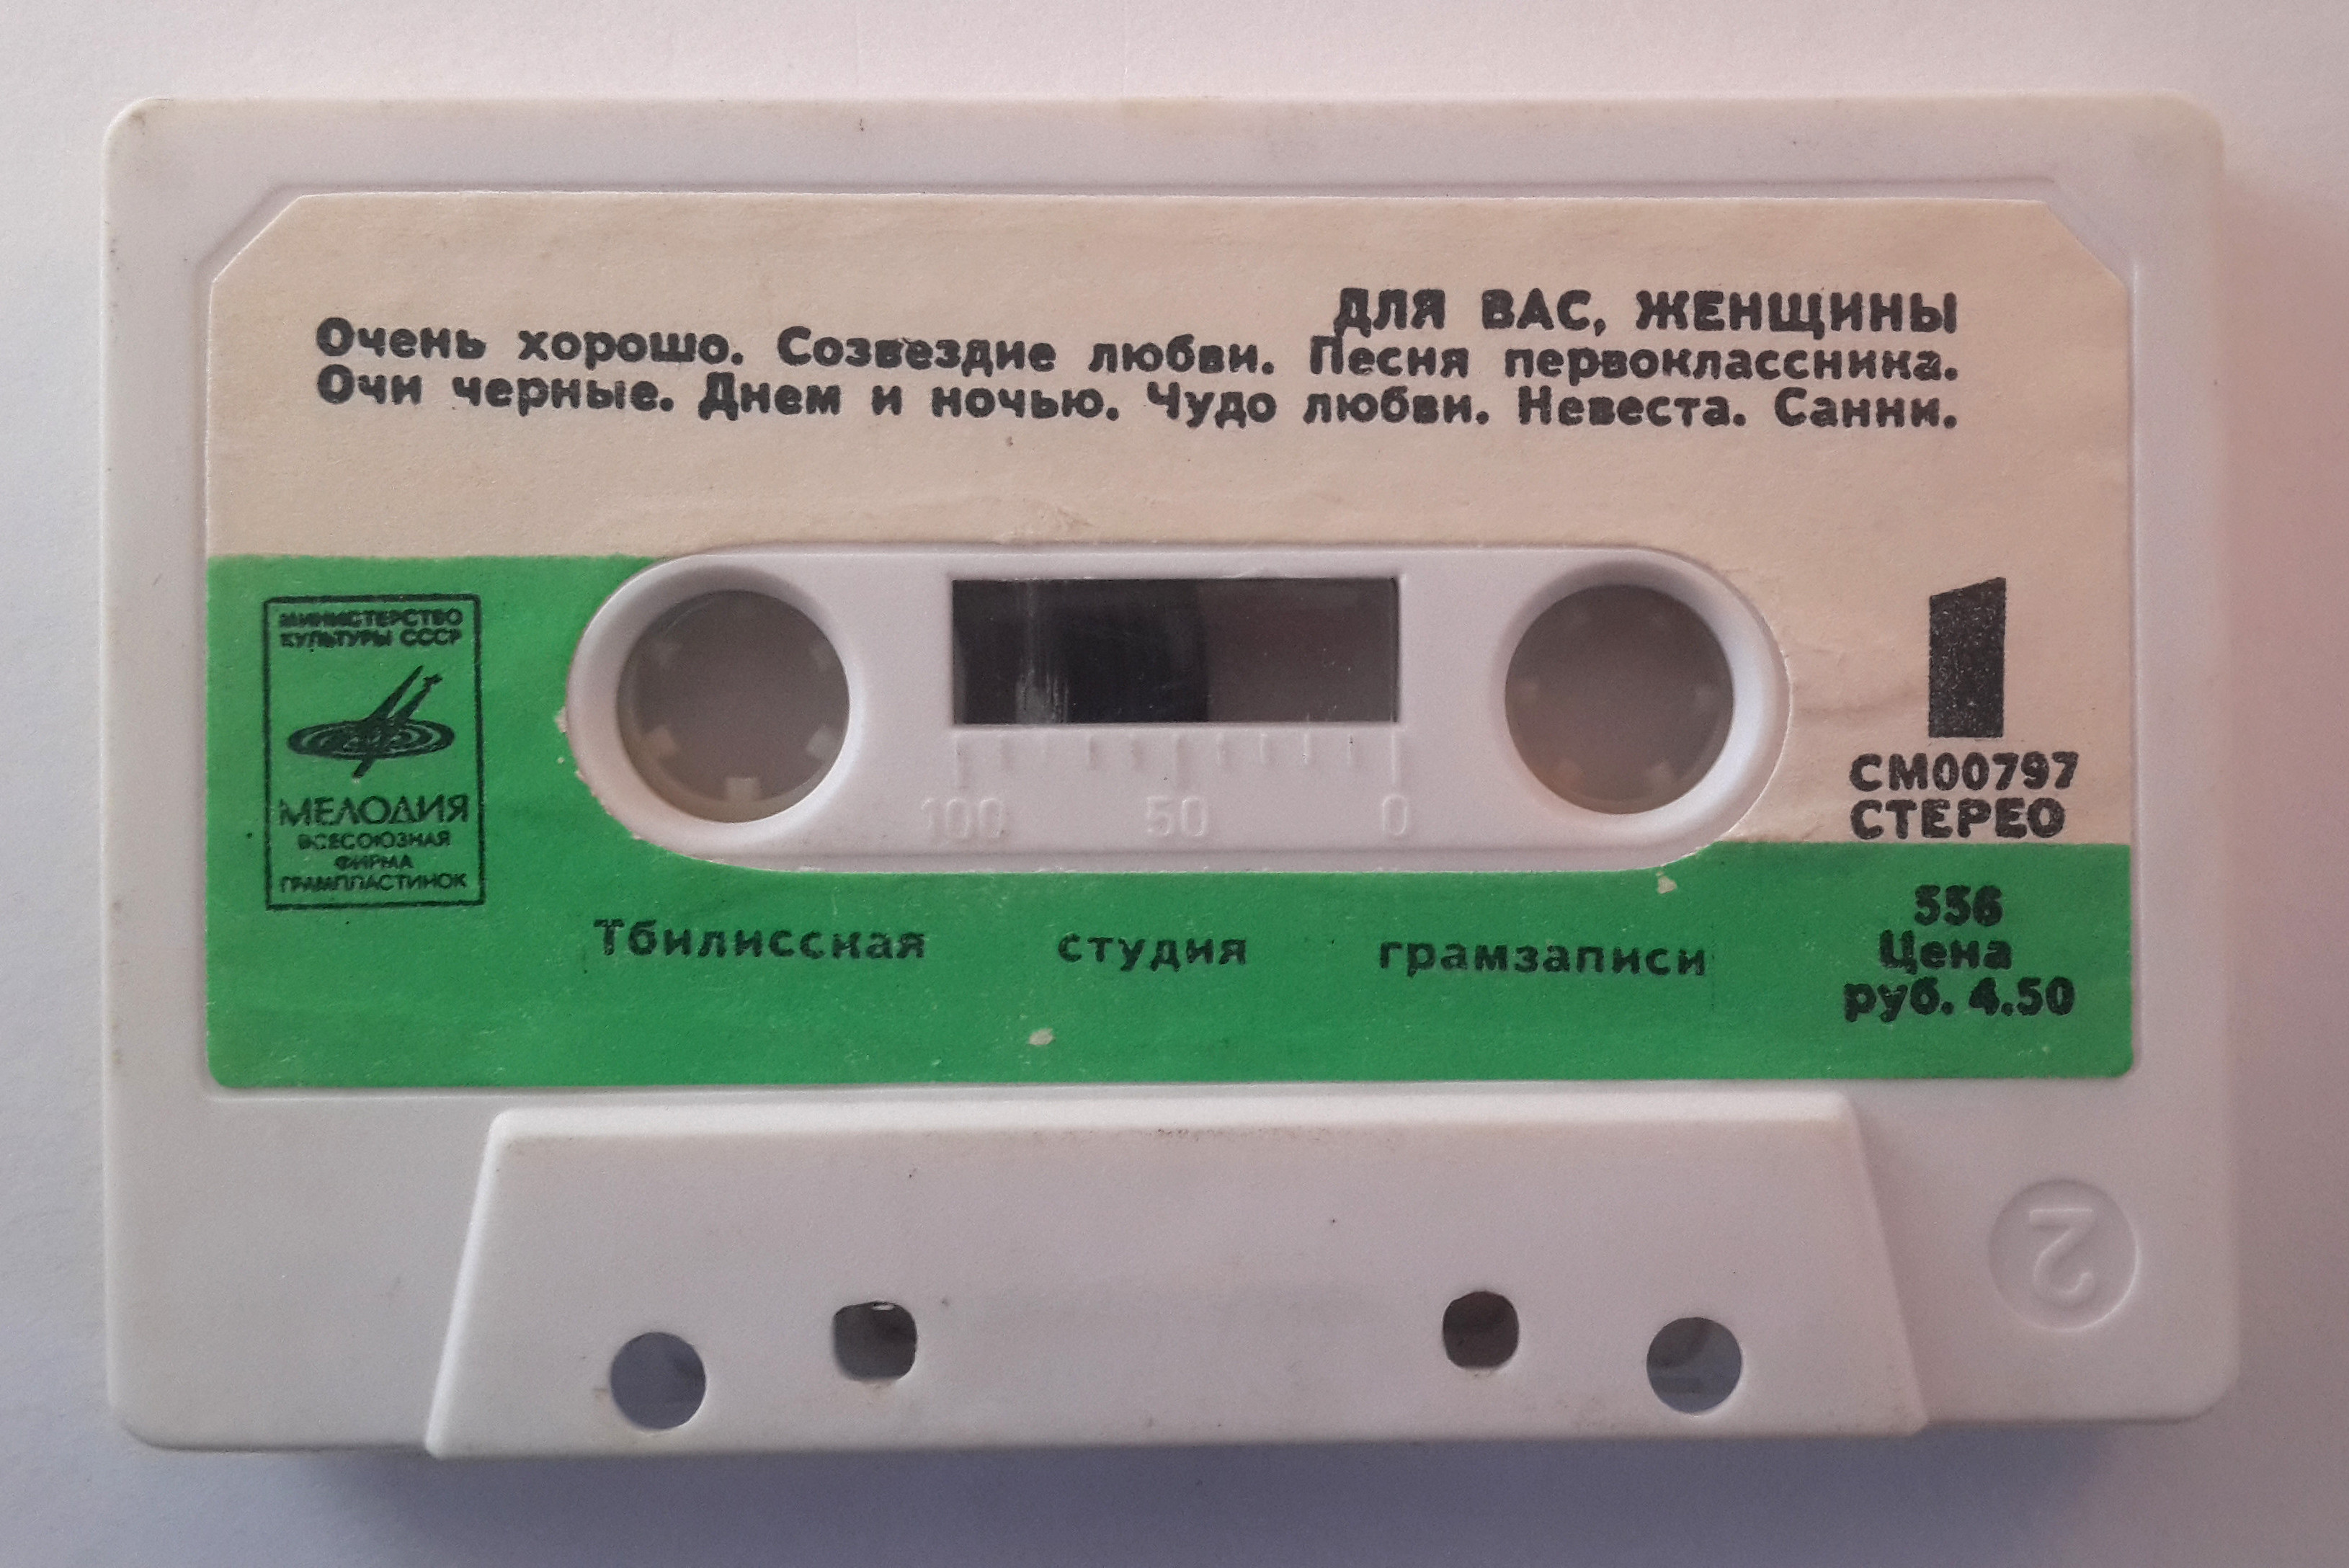 ДЛЯ ВАС, ЖЕНЩИНЫ
Очень хорошо. Созвездие любви. Песня первоклассника.
Очи черные. Днем и ночью. Чудо любви. Невеста. Санни.
МИНИСТЕРСТВО
КУЛЬТУРЫ СССР
МЕЛОДИЯ
ВСЕСОЮЗНАЯ
ФИРМА
ГРАМПЛАСТИНОК
100 50 0
1
СМ00797
СТЕРЕО
Тбилисская студия грамзаписи
556
Цена
руб. 4.50
2